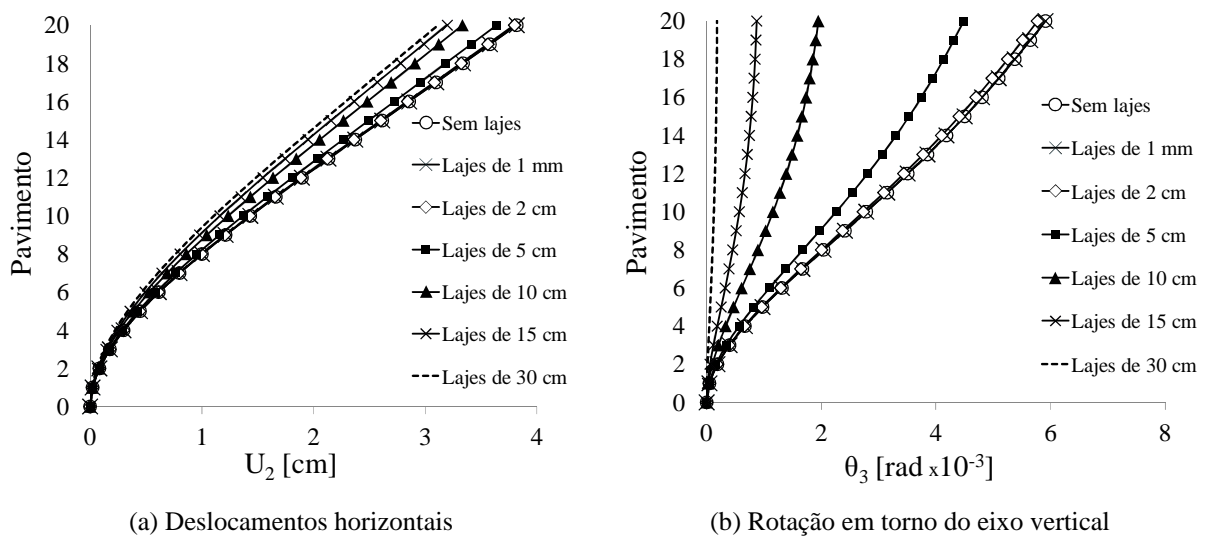 20
18
16
14
12
10
8
6
4
2
0
Pavimento
0 1 2 3 4
U₂ [cm]
Sem lajes
Lajes de 1 mm
Lajes de 2 cm
Lajes de 5 cm
Lajes de 10 cm
Lajes de 15 cm
Lajes de 30 cm
(a) Deslocamentos horizontais
20
18
16
14
12
10
8
6
4
2
0
Pavimento
0 2 4 6 8
θ₃ [rad x10⁻³]
Sem lajes
Lajes de 1 mm
Lajes de 2 cm
Lajes de 5 cm
Lajes de 10 cm
Lajes de 15 cm
Lajes de 30 cm
(b) Rotação em torno do eixo vertical